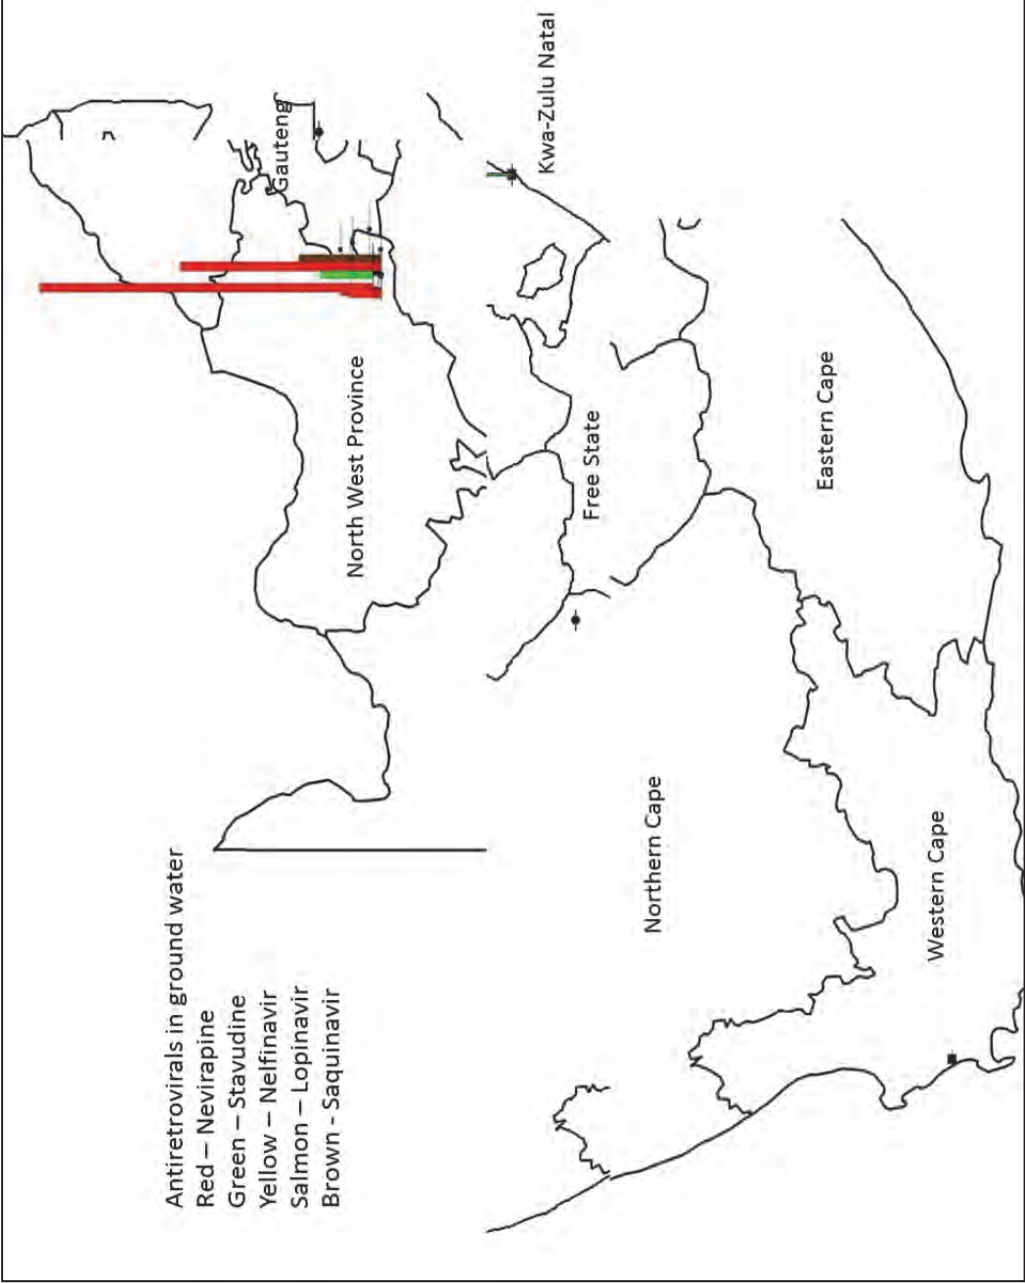 Antiretrovirals in ground water
Red – Nevirapine
Green – Stavudine
Yellow – Nelfinavir
Salmon – Lopinavir
Brown - Saquinavir
Gauteng
North West Province
Kwa-Zulu Natal
Free State
Northern Cape
Eastern Cape
Western Cape